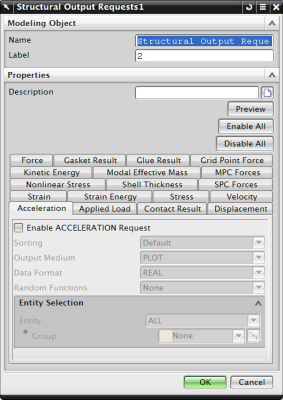 Structural Output Requests1
Modeling Object
Name Structural Output Reque
Label 2
Properties
Description
Preview
Enable All
Disable All
Force Gasket Result Glue Result Grid Point Force
Kinetic Energy Modal Effective Mass MPC Forces
Nonlinear Stress Shell Thickness SPC Forces
Strain Strain Energy Stress Velocity
Acceleration Applied Load Contact Result Displacement
Enable ACCELERATION Request
Sorting Default
Output Medium PLOT
Data Format REAL
Random Functions None
Entity Selection
Entity ALL
* Group None
OK Cancel